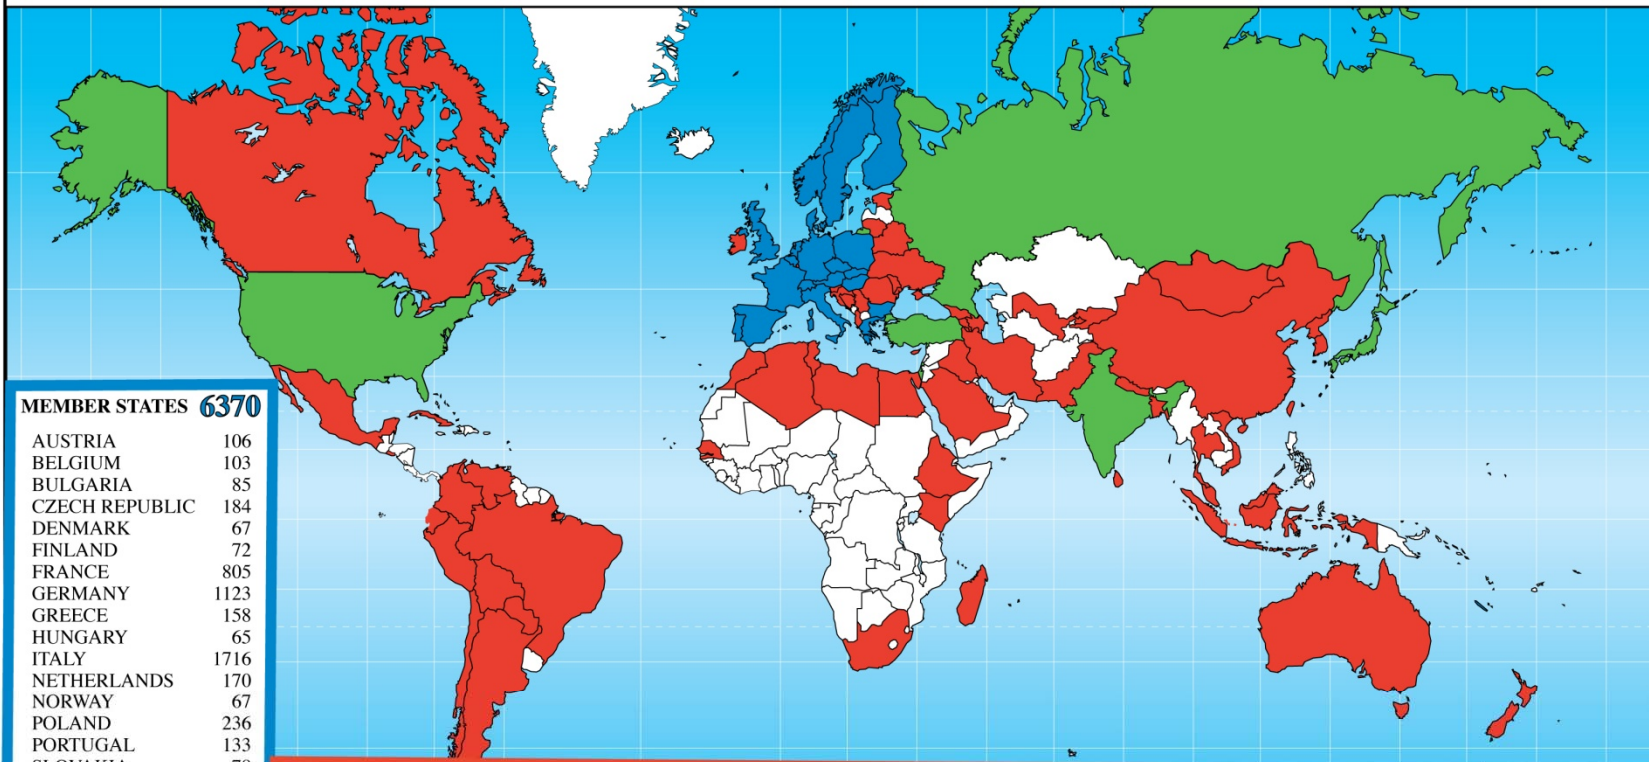 MEMBER STATES 6370
AUSTRIA 106
BELGIUM 103
BULGARIA 85
CZECH REPUBLIC 184
DENMARK 67
FINLAND 72
FRANCE 805
GERMANY 1123
GREECE 158
HUNGARY 65
ITALY 1716
NETHERLANDS 170
NORWAY 67
POLAND 236
PORTUGAL 133